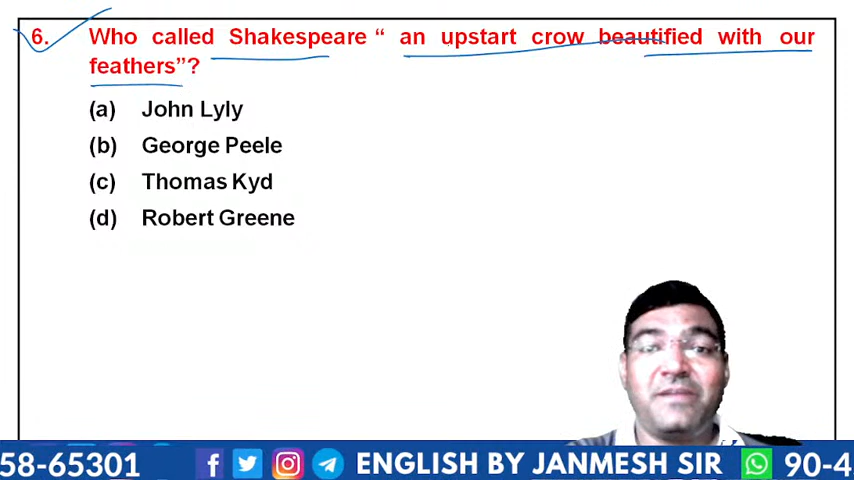 6. Who called Shakespeare “ an upstart crow beautified with our
feathers”?
(a) John Lyly
(b) George Peele
(c) Thomas Kyd
(d) Robert Greene
58-65301 ENGLISH BY JANMESH SIR 90-4